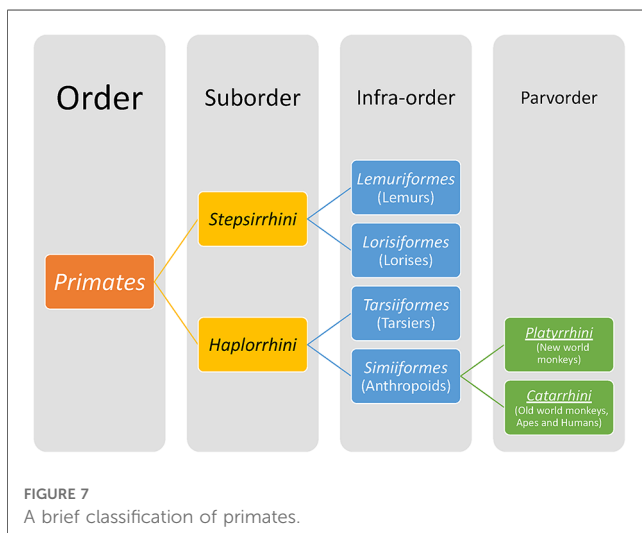 Order
Suborder
Infra-order
Parvorder
Primates
Stepsirrhini
Haplorrhini
Lemuriformes
(Lemurs)
Lorisiformes
(Lorises)
Tarsiiformes
(Tarsiers)
Simiiformes
(Anthropoids)
Platyrrhini
(New world
monkeys)
Catarrhini
(Old world monkeys,
Apes and Humans)
FIGURE 7
A brief classification of primates.